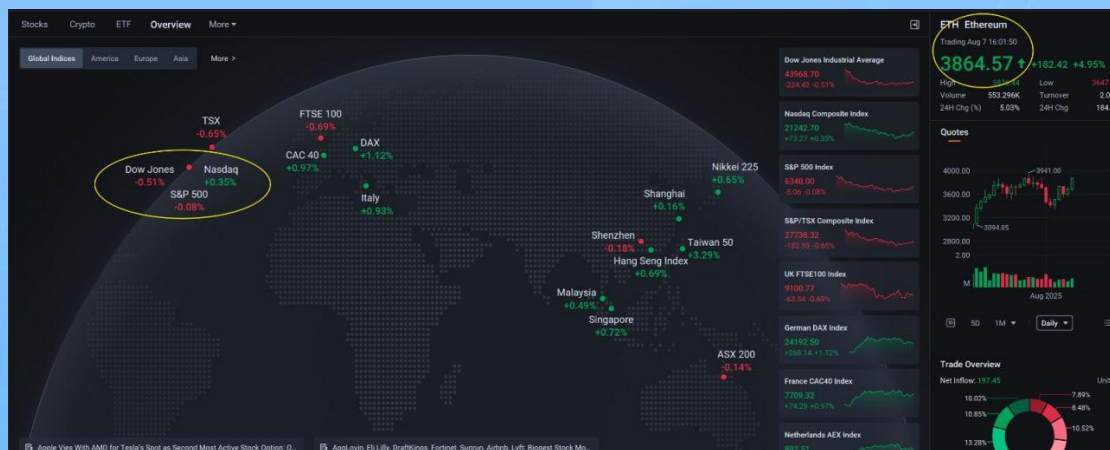 Stocks Crypto ETF Overview More
Global Indices America Europe Asia More >
TSX
-0.65%
FTSE 100
-0.69%
DAX
+1.12%
CAC 40
+0.97%
Dow Jones
-0.51%
Nasdaq
+0.35%
S&P 500
-0.08%
Italy
+0.93%
Nikkei 225
+0.65%
Shanghai
+0.16%
Shenzhen
-0.18%
Taiwan 50
+3.29%
Hang Seng Index
+0.69%
Malaysia
+0.49%
Singapore
+0.72%
ASX 200
-0.14%
Apple Vies With AMD for Tesla's Spot as Second Most Active Stock Option: O...
AppLovin, Eli Lilly, DraftKings, Fortinet, Sunrun, Airbnb, Lyft: Biggest Stock Mo...
Dow Jones Industrial Average
43968.70
-224.42 -0.51%
Nasdaq Composite Index
21242.70
+73.27 +0.35%
S&P 500 Index
6340.00
-5.06 -0.08%
S&P/TSX Composite Index
27738.32
-182.55 -0.65%
UK FTSE100 Index
9100.77
-63.54 -0.69%
German DAX Index
24192.50
+268.14 +1.12%
France CAC40 Index
7709.32
+74.29 +0.97%
Netherlands AEX Index
ETH Ethereum
Trading Aug 7 16:01:50
3864.57 +182.42 +4.95%
High Low 3647
Volume 553.296K Turnover 2.0
24H Chg (%) 5.03% 24H Chg 184.
Quotes
4000.00
3941.00
3600.00
3200.00
3094.05
2800.00
2.00
M
Aug 2025
5D 1M Daily
Trade Overview
Net Inflow: 197.43 Uni
10.02%
7.89%
10.85%
8.48%
10.52%
13.28%